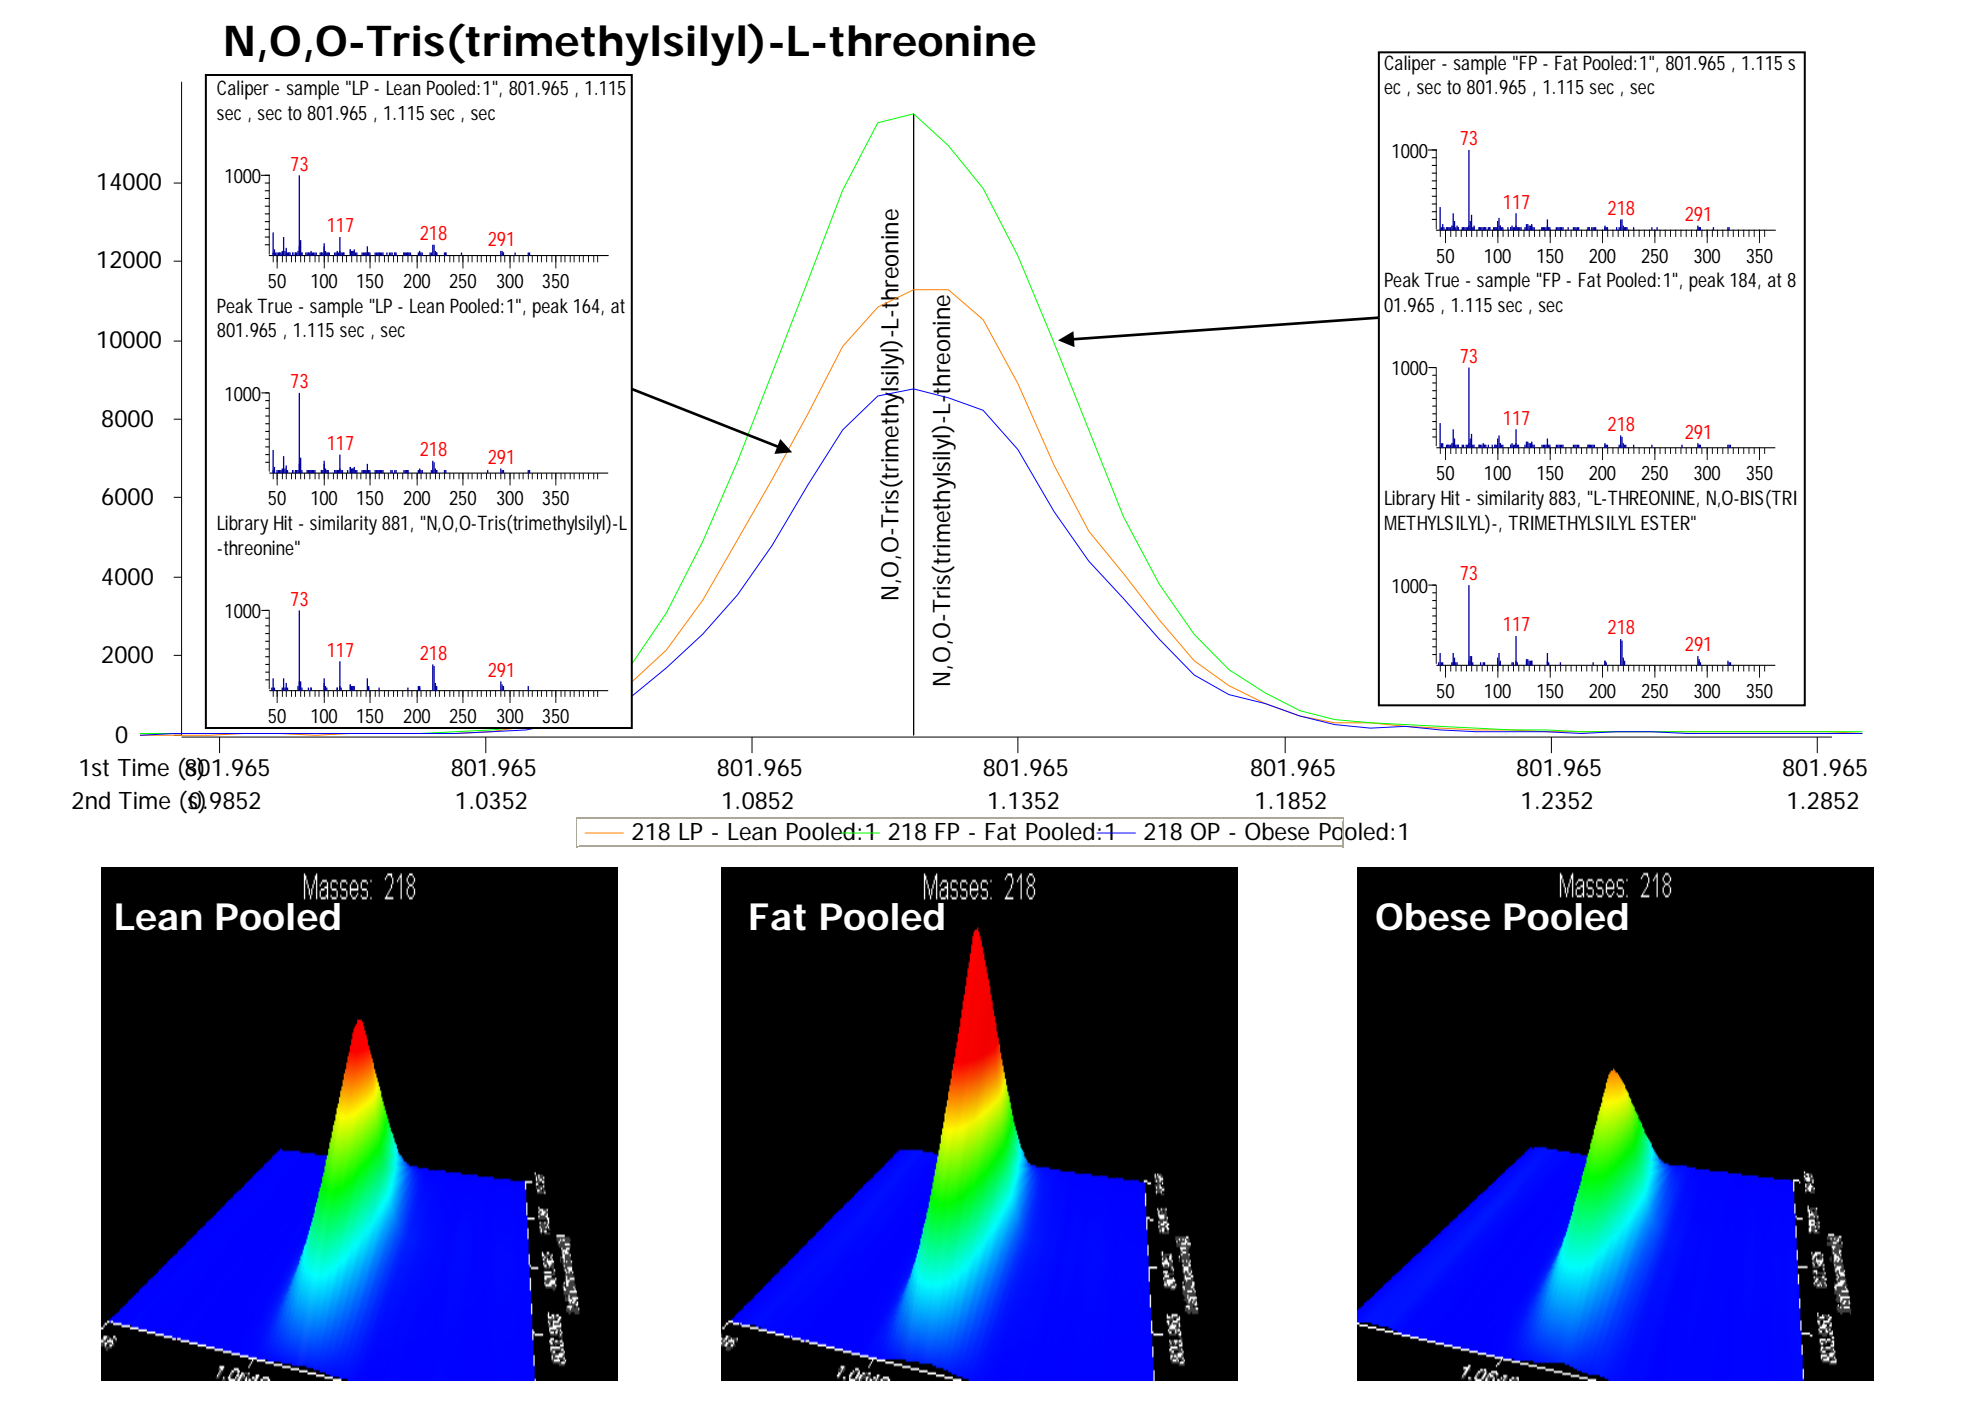 N,O,O-Tris(trimethylsilyl)-L-threonine
Caliper - sample "LP - Lean Pooled:1", 801.965 , 1.115
sec , sec to 801.965 , 1.115 sec , sec
1000
73
117
218
291
50 100 150 200 250 300 350
Peak True - sample "LP - Lean Pooled:1", peak 164, at
801.965 , 1.115 sec , sec
1000
73
117
218
291
50 100 150 200 250 300 350
Library Hit - similarity 881, "N,O,O-Tris(trimethylsilyl)-L
-threonine"
1000
73
117
218
291
50 100 150 200 250 300 350
Caliper - sample "FP - Fat Pooled:1", 801.965 , 1.115 s
ec , sec to 801.965 , 1.115 sec , sec
1000
73
117
218
291
50 100 150 200 250 300 350
Peak True - sample "FP - Fat Pooled:1", peak 184, at 8
01.965 , 1.115 sec , sec
1000
73
117
218
291
50 100 150 200 250 300 350
Library Hit - similarity 883, "L-THREONINE, N,O-BIS(TRI
METHYLSILYL)-, TRIMETHYLSILYL ESTER"
1000
73
117
218
291
50 100 150 200 250 300 350
14000
12000
10000
8000
6000
4000
2000
0
N,O,O-Tris(trimethylsilyl)-L-threonine
N,O,O-Tris(trimethylsilyl)-L-threonine
1st Time (s) 801.965 801.965 801.965 801.965 801.965 801.965 801.965
2nd Time (s) 0.9852 1.0352 1.0852 1.1352 1.1852 1.2352 1.2852
218 LP - Lean Pooled:1 218 FP - Fat Pooled:1 218 OP - Obese Pooled:1
Masses: 218
Lean Pooled
Masses: 218
Fat Pooled
Masses: 218
Obese Pooled